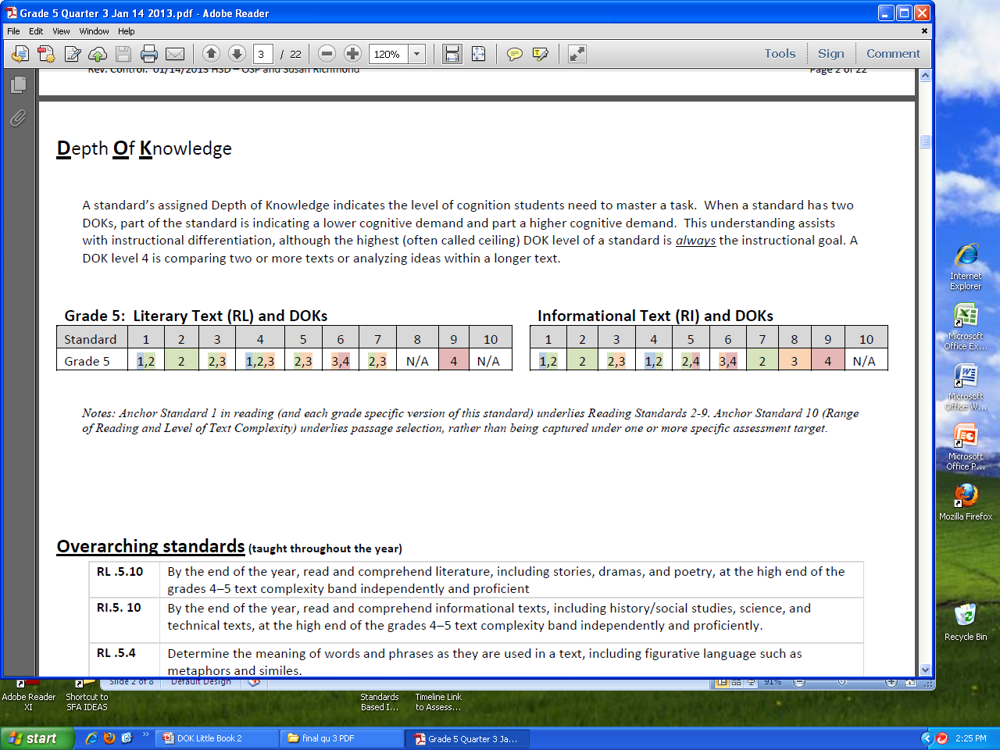 Grade 5 Quarter 3 Jan 14 2013.pdf - Adobe Reader
File Edit View Window Help
3 / 22 120% Tools Sign Comment
Rev. Control: 01/14/2013 HSD – OSP and Susan Richmond Page 2 of 22
Depth Of Knowledge
A standard's assigned Depth of Knowledge indicates the level of cognition students need to master a task. When a standard has two
DOKs, part of the standard is indicating a lower cognitive demand and part a higher cognitive demand. This understanding assists
with instructional differentiation, although the highest (often called ceiling) DOK level of a standard is always the instructional goal. A
DOK level 4 is comparing two or more texts or analyzing ideas within a longer text.
Grade 5: Literary Text (RL) and DOKs
Standard 1 2 3 4 5 6 7 8 9 10
Grade 5 1,2 2 2,3 1,2,3 2,3 3,4 2,3 N/A 4 N/A
Informational Text (RI) and DOKs
1 2 3 4 5 6 7 8 9 10
1,2 2 2,3 1,2 2,4 3,4 2 3 4 N/A
Notes: Anchor Standard 1 in reading (and each grade specific version of this standard) underlies Reading Standards 2-9. Anchor Standard 10 (Range
of Reading and Level of Text Complexity) underlies passage selection, rather than being captured under one or more specific assessment target.
Overarching standards (taught throughout the year)
RL .5.10 By the end of the year, read and comprehend literature, including stories, dramas, and poetry, at the high end of the
grades 4–5 text complexity band independently and proficient
RI.5. 10 By the end of the year, read and comprehend informational texts, including history/social studies, science, and
technical texts, at the high end of the grades 4–5 text complexity band independently and proficiently.
RL .5.4 Determine the meaning of words and phrases as they are used in a text, including figurative language such as
metaphors and similes.
Internet
Explorer
Microsoft
Office Ex...
Microsoft
Office W...
Microsoft
Office P...
Mozilla Firefox
Recycle Bin
Slide 2 of 8 Default Design 91%
Adobe Reader
XI
Shortcut to
SFA IDEAS
Standards
Based I...
Timeline Link
to Assess...
start DOK Little Book 2 final qu 3 PDF Grade 5 Quarter 3 Ja... 2:25 PM